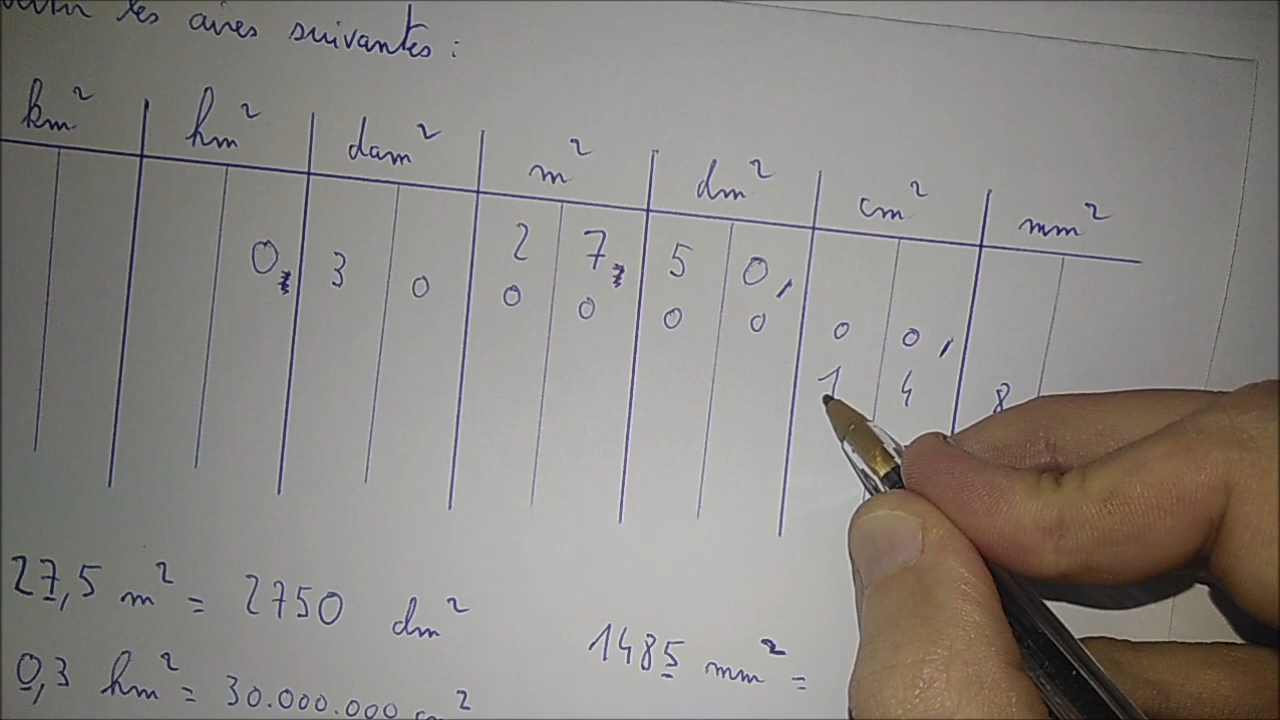 les aires suivantes :
km² hm² dam² m² dm² cm² mm²
0, 3 0 2 7, 5 0,
0 0 0 0 0 0,
1 4 8
27,5 m² = 2750 dm²
1485 mm² =
0,3 hm² = 30.000.000 cm²